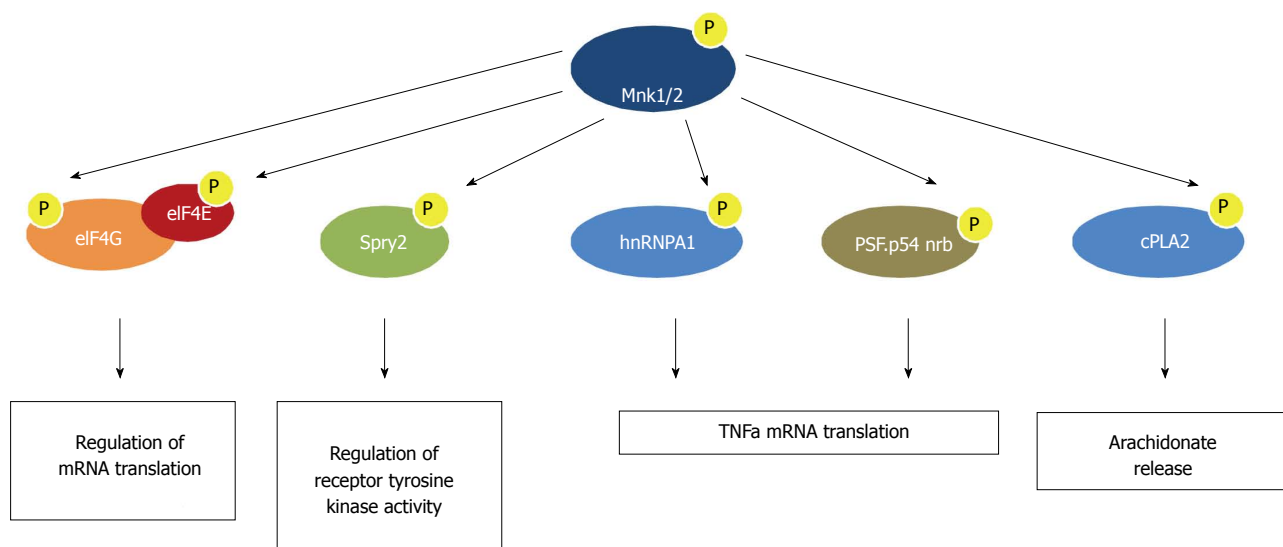 P
Mnk1/2
P
P
P
P
P
P
eIF4E
eIF4G
Spry2
hnRNPA1
PSF.p54 nrb
cPLA2
Regulation of
mRNA translation
Regulation of
receptor tyrosine
kinase activity
TNFa mRNA translation
Arachidonate
release